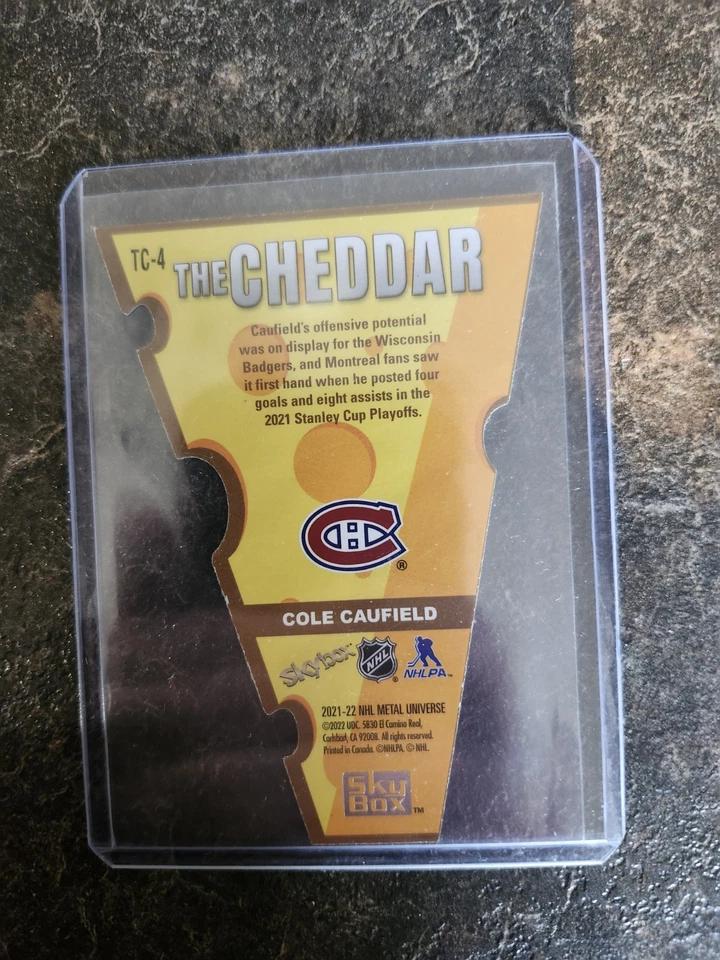 TC-4
THE CHEDDAR
Caufield's offensive potential
was on display for the Wisconsin
Badgers, and Montreal fans saw
it first hand when he posted four
goals and eight assists in the
2021 Stanley Cup Playoffs.
®
COLE CAUFIELD
Skybox NHL ® NHLPA™
2021-22 NHL METAL UNIVERSE
©2022 UDC. 5830 El Camino Real,
Carlsbad, CA 92008. All rights reserved.
Printed in Canada. ©NHLPA. © NHL.
SKY
BOX™